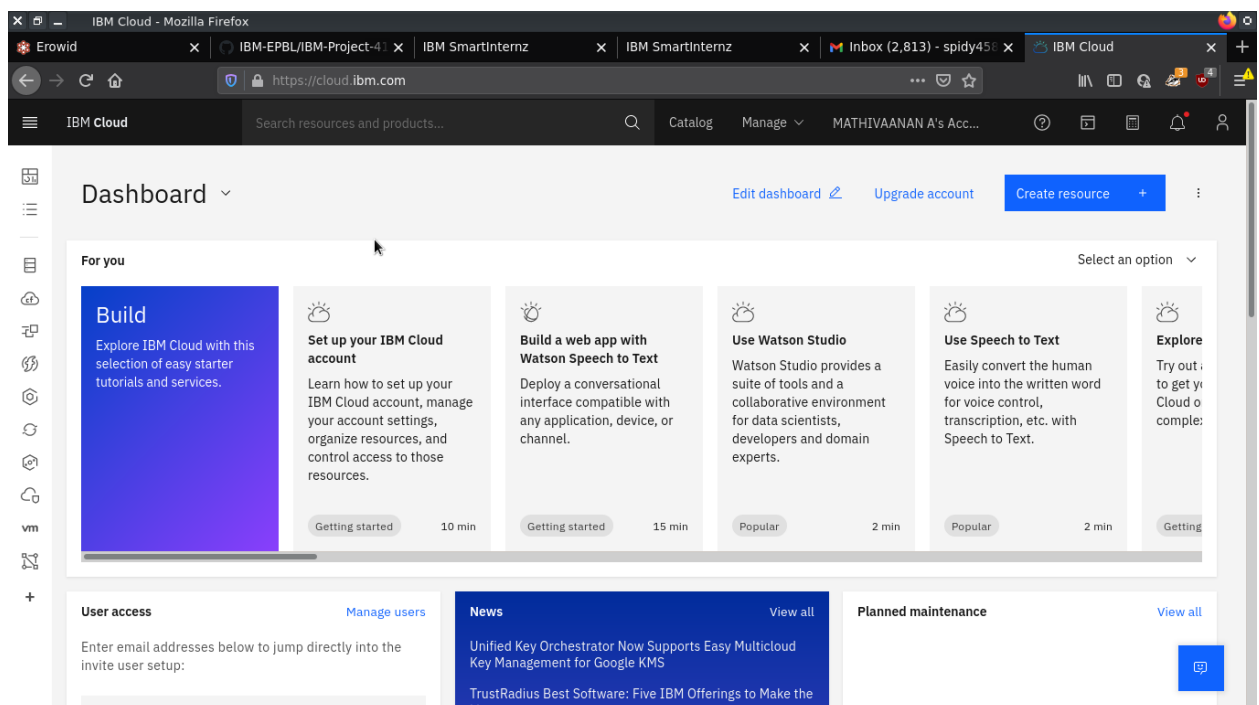 IBM Cloud - Mozilla Firefox
Erowid
IBM-EPBL/IBM-Project-41
IBM SmartInternz
IBM SmartInternz
Inbox (2,813) - spidy458
IBM Cloud
https://cloud.ibm.com
3
4
IBM Cloud
Search resources and products...
Catalog
Manage
MATHIVAANAN A's Acc...
Dashboard
Edit dashboard
Upgrade account
Create resource +
For you
Select an option
Build
Explore IBM Cloud with this
selection of easy starter
tutorials and services.
Set up your IBM Cloud
account
Learn how to set up your
IBM Cloud account, manage
your account settings,
organize resources, and
control access to those
resources.
Getting started
10 min
Build a web app with
Watson Speech to Text
Deploy a conversational
interface compatible with
any application, device, or
channel.
Getting started
15 min
Use Watson Studio
Watson Studio provides a
suite of tools and a
collaborative environment
for data scientists,
developers and domain
experts.
Popular
2 min
Use Speech to Text
Easily convert the human
voice into the written word
for voice control,
transcription, etc. with
Speech to Text.
Popular
2 min
Explore
Try out
to get
Cloud
Getting
vm
User access
Manage users
Enter email addresses below to jump directly into the
invite user setup:
News
View all
Unified Key Orchestrator Now Supports Easy Multicloud
Key Management for Google KMS
TrustRadius Best Software: Five IBM Offerings to Make the
Planned maintenance
View all